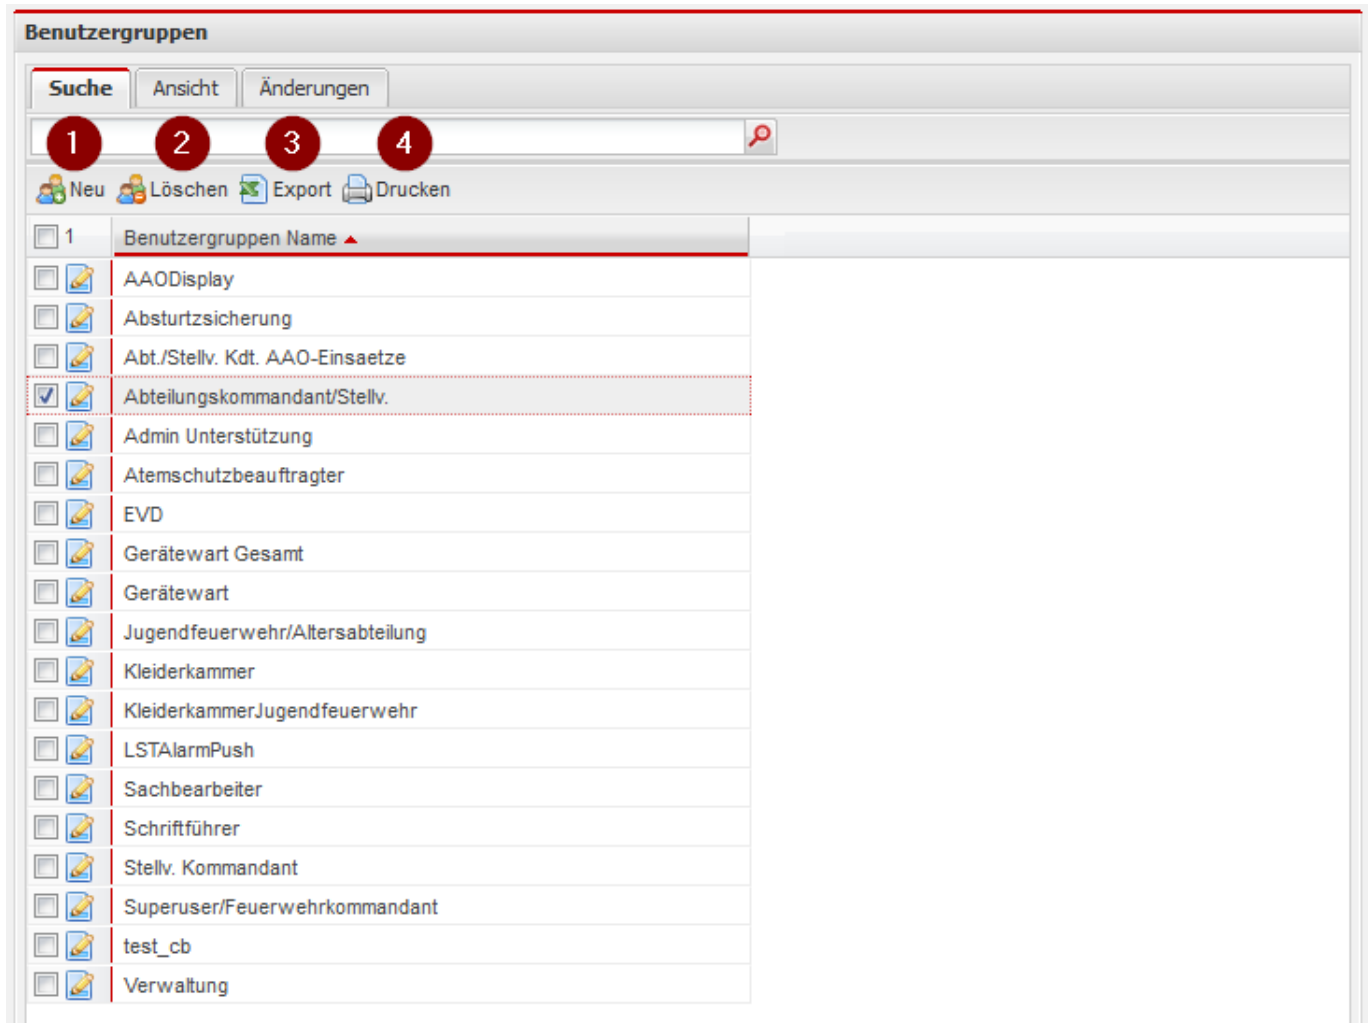 Benutzergruppen
Suche Ansicht Änderungen
1 2 3 4
Neu Löschen Export Drucken
1 Benutzergruppen Name
AAODisplay
Absturtzsicherung
Abt./Stellv. Kdt. AAO-Einsaetze
Abteilungskommandant/Stellv.
Admin Unterstützung
Atemschutzbeauftragter
EVD
Gerätewart Gesamt
Gerätewart
Jugendfeuerwehr/Altersabteilung
Kleiderkammer
KleiderkammerJugendfeuerwehr
LSTAlarmPush
Sachbearbeiter
Schriftführer
Stellv. Kommandant
Superuser/Feuerwehrkommandant
test_cb
Verwaltung